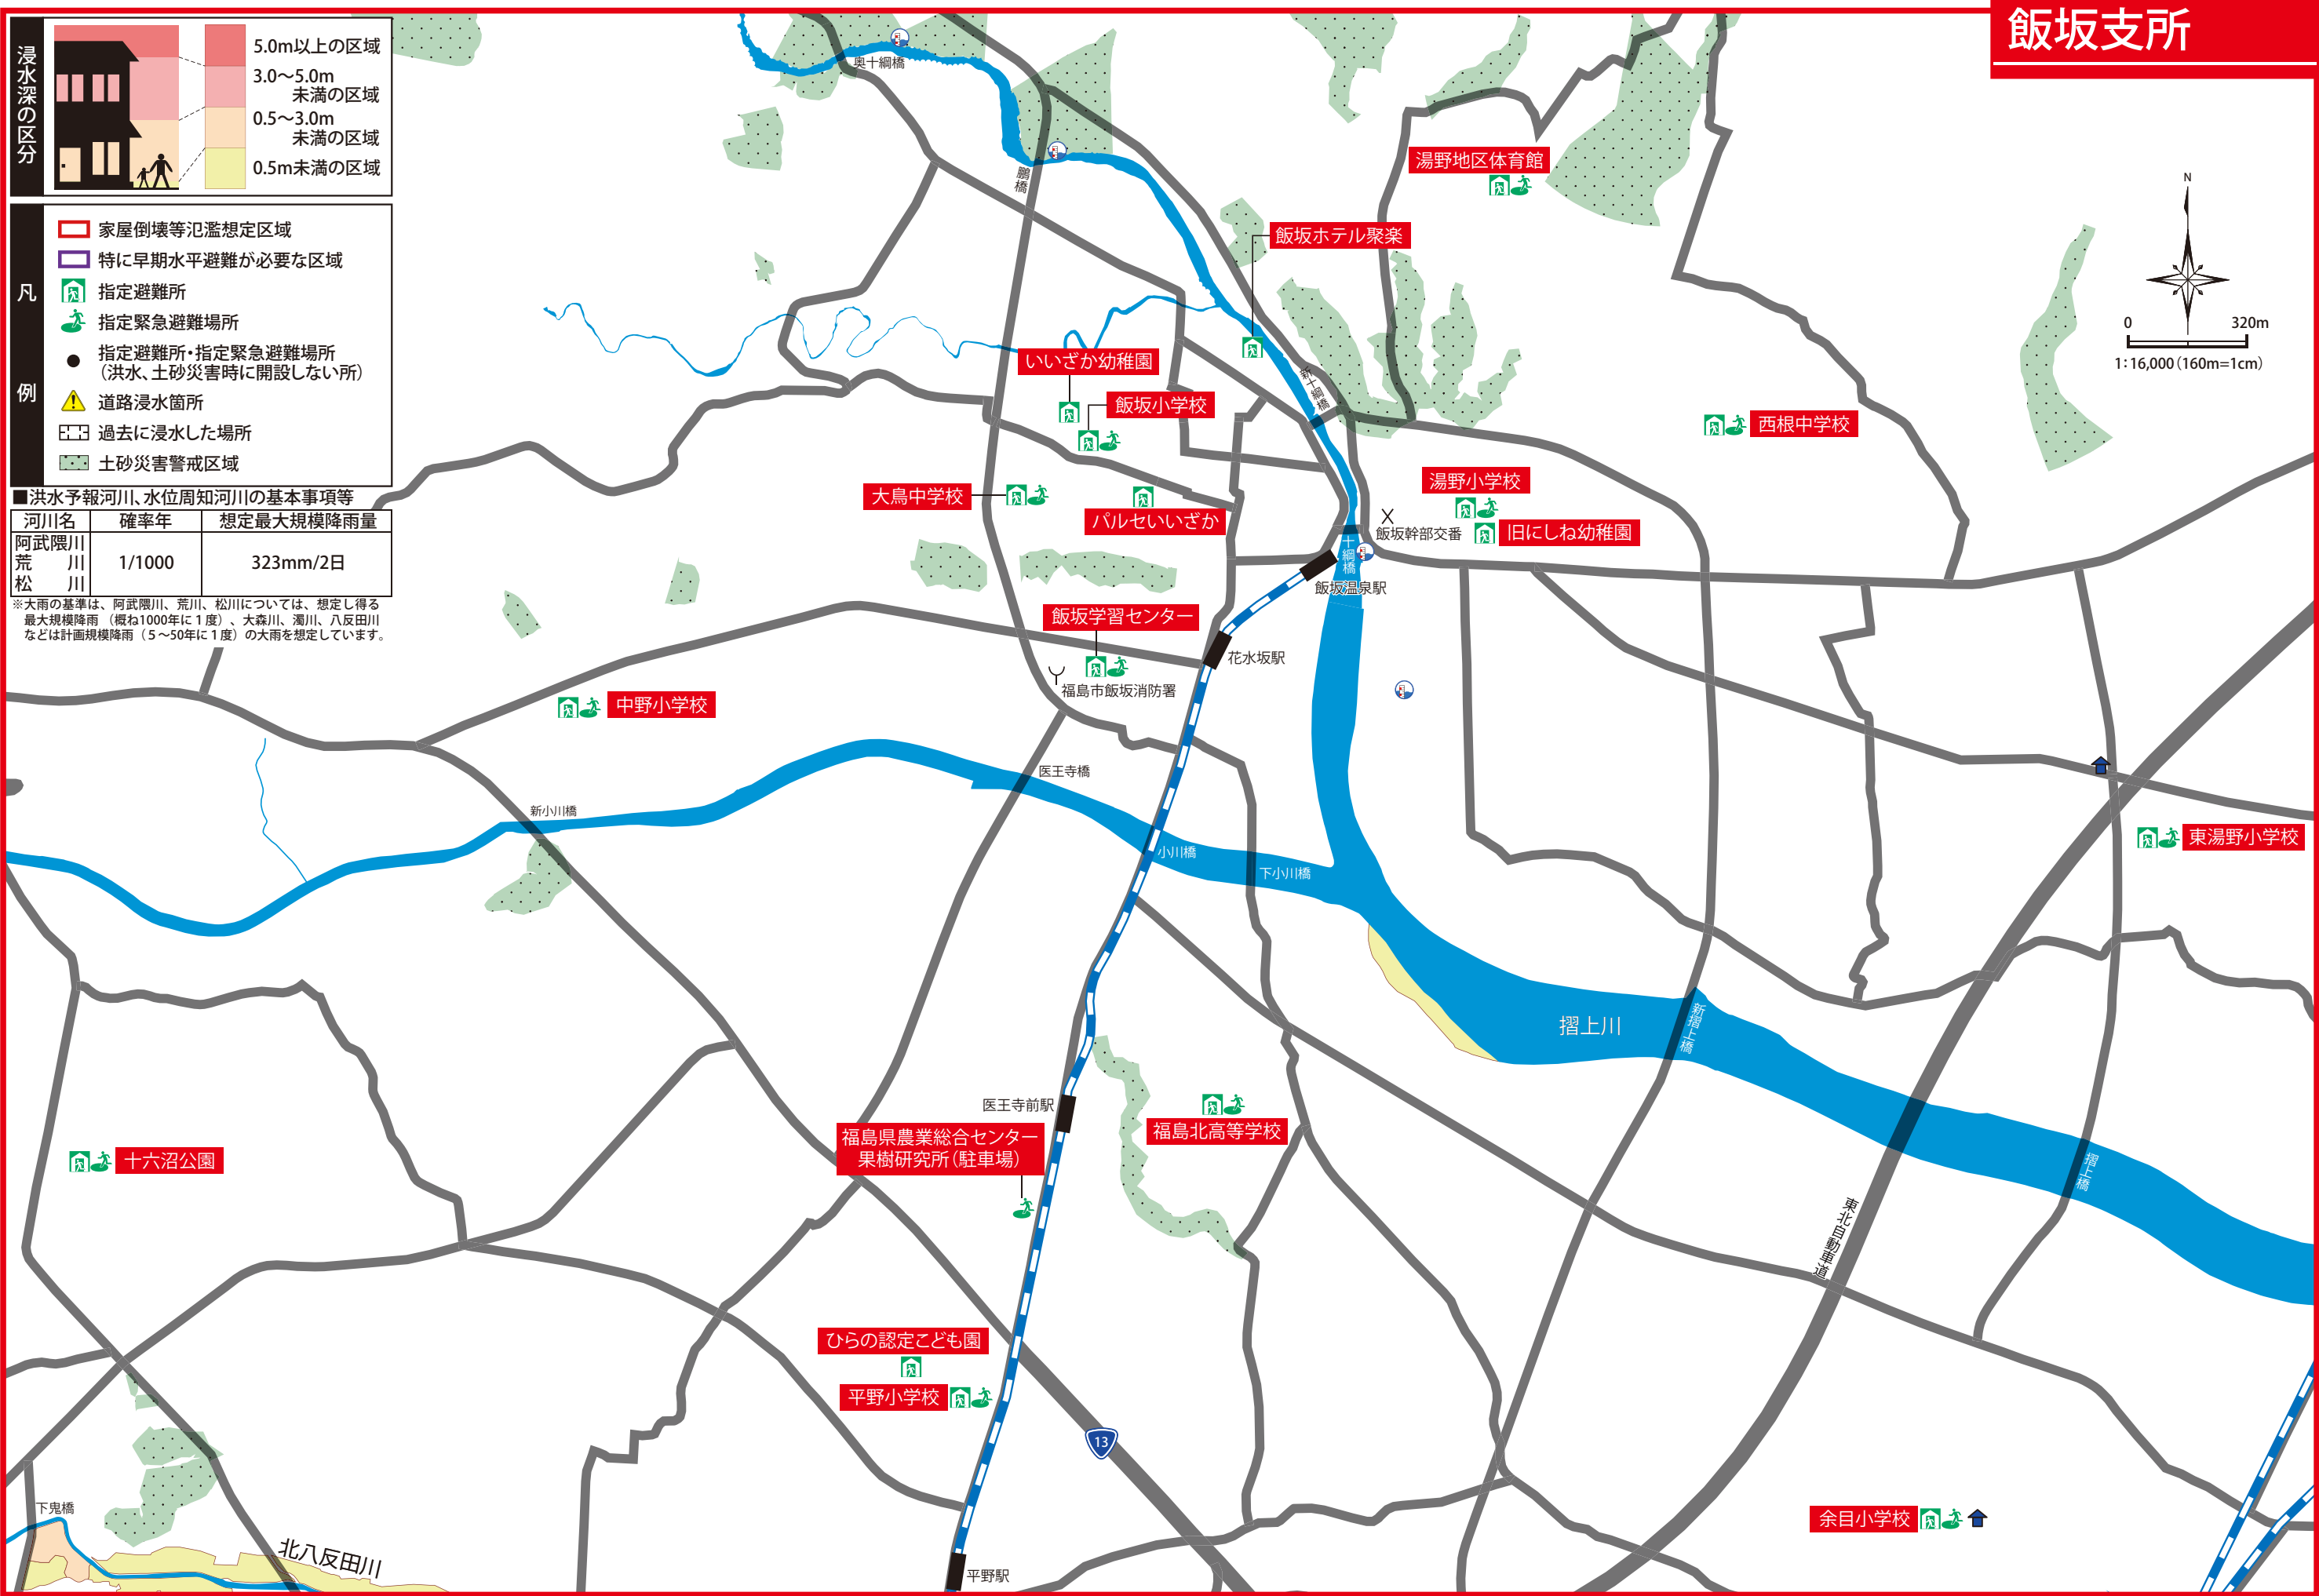 飯坂支所
浸水深の区分
5.0m以上の区域
3.0〜5.0m
未満の区域
0.5〜3.0m
未満の区域
0.5m未満の区域
凡例
家屋倒壊等氾濫想定区域
特に早期水平避難が必要な区域
指定避難所
指定緊急避難場所
指定避難所・指定緊急避難場所
（洪水、土砂災害時に開設しない所）
道路浸水箇所
過去に浸水した場所
土砂災害警戒区域
■洪水予報河川、水位周知河川の基本事項等
河川名 確率年 想定最大規模降雨量
阿武隈川
荒川 1/1000 323mm/2日
松川
※大雨の基準は、阿武隈川、荒川、松川については、想定し得る
最大規模降雨（概ね1000年に１度）、大森川、濁川、八反田川
などは計画規模降雨（５〜50年に１度）の大雨を想定しています。
N
0 320m
1：16,000（160m=1cm）
奥十綱橋
鵬橋
湯野地区体育館
飯坂ホテル聚楽
いいざか幼稚園
新十綱橋
飯坂小学校
西根中学校
大鳥中学校
パルセいいざか
湯野小学校
飯坂幹部交番
旧にしね幼稚園
十綱橋
飯坂温泉駅
飯坂学習センター
花水坂駅
福島市飯坂消防署
中野小学校
医王寺橋
新小川橋
小川橋
下小川橋
東湯野小学校
摺上川
新摺上橋
医王寺前駅
福島県農業総合センター
果樹研究所（駐車場）
福島北高等学校
十六沼公園
摺上橋
東北自動車道
ひらの認定こども園
平野小学校
13
下鬼橋
北八反田川
余目小学校
平野駅